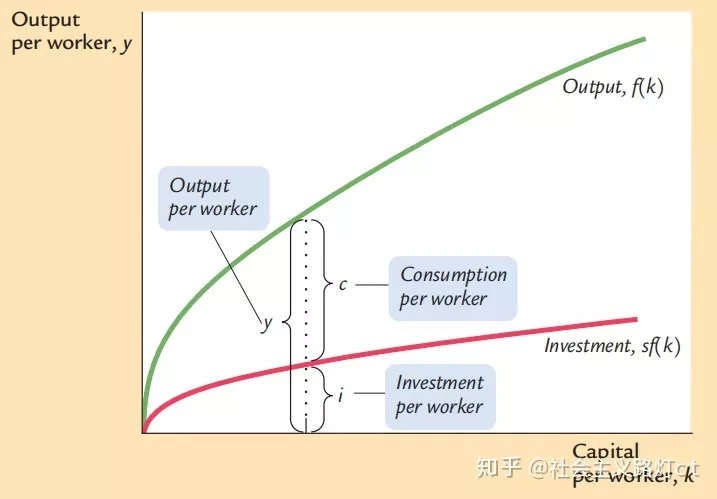 Output
per worker, y
Output, f(k)
Output
per worker
c
Consumption
per worker
y
Investment, sf(k)
i
Investment
per worker
Capital
per worker, k
知乎 @社会主义路灯ct